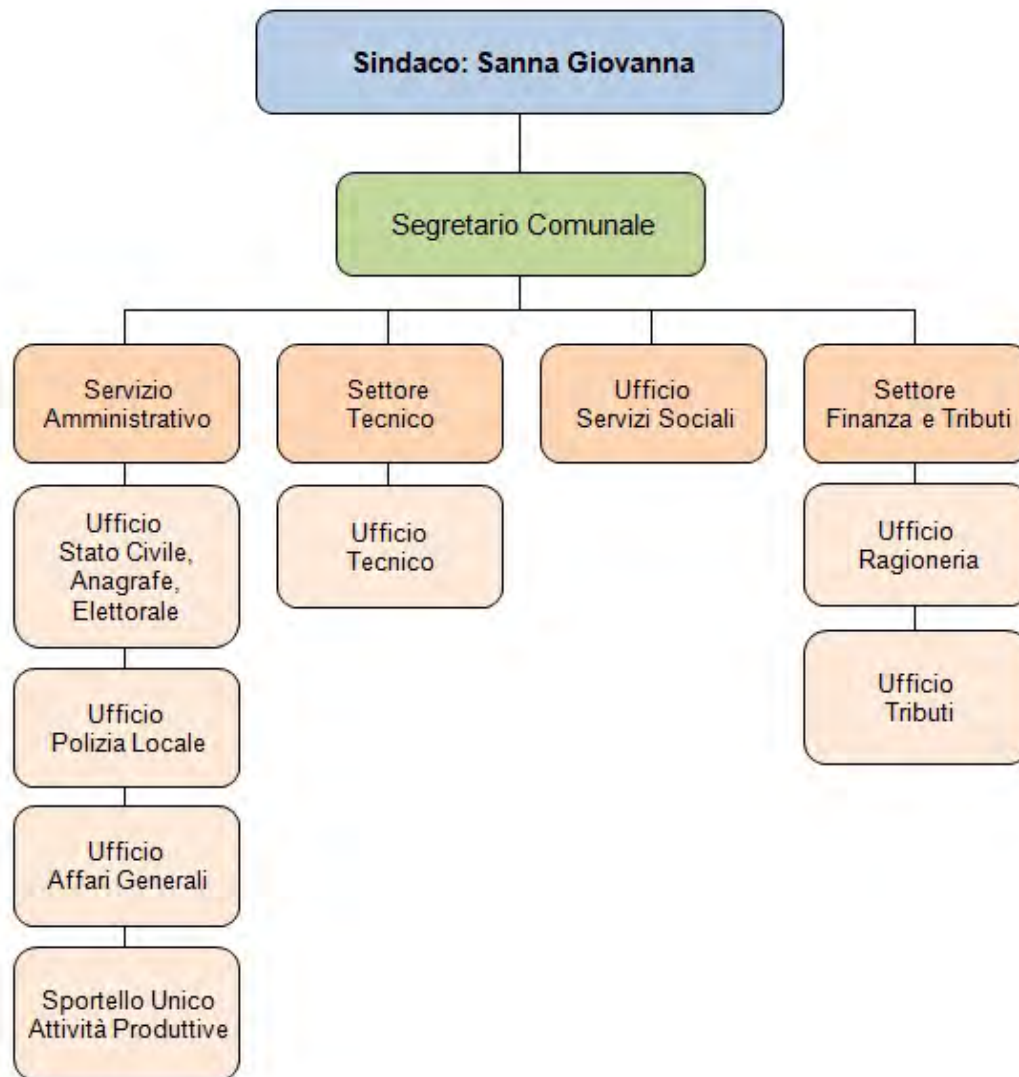 Sindaco: Sanna Giovanna
Segretario Comunale
Servizio
Amministrativo
Settore
Tecnico
Ufficio
Servizi Sociali
Settore
Finanza e Tributi
Ufficio
Stato Civile,
Anagrafe,
Elettorale
Ufficio
Tecnico
Ufficio
Ragioneria
Ufficio
Polizia Locale
Ufficio
Tributi
Ufficio
Affari Generali
Sportello Unico
Attività Produttive